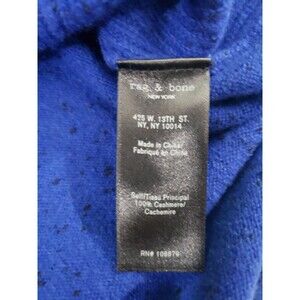 rag & bone
NEW YORK
425 W. 13TH ST.
NY, NY 10014
Made in China/
Fabriqué en Chine
Self/Tissu Principal
100% Cashmere/
Cachemire
RN# 108879